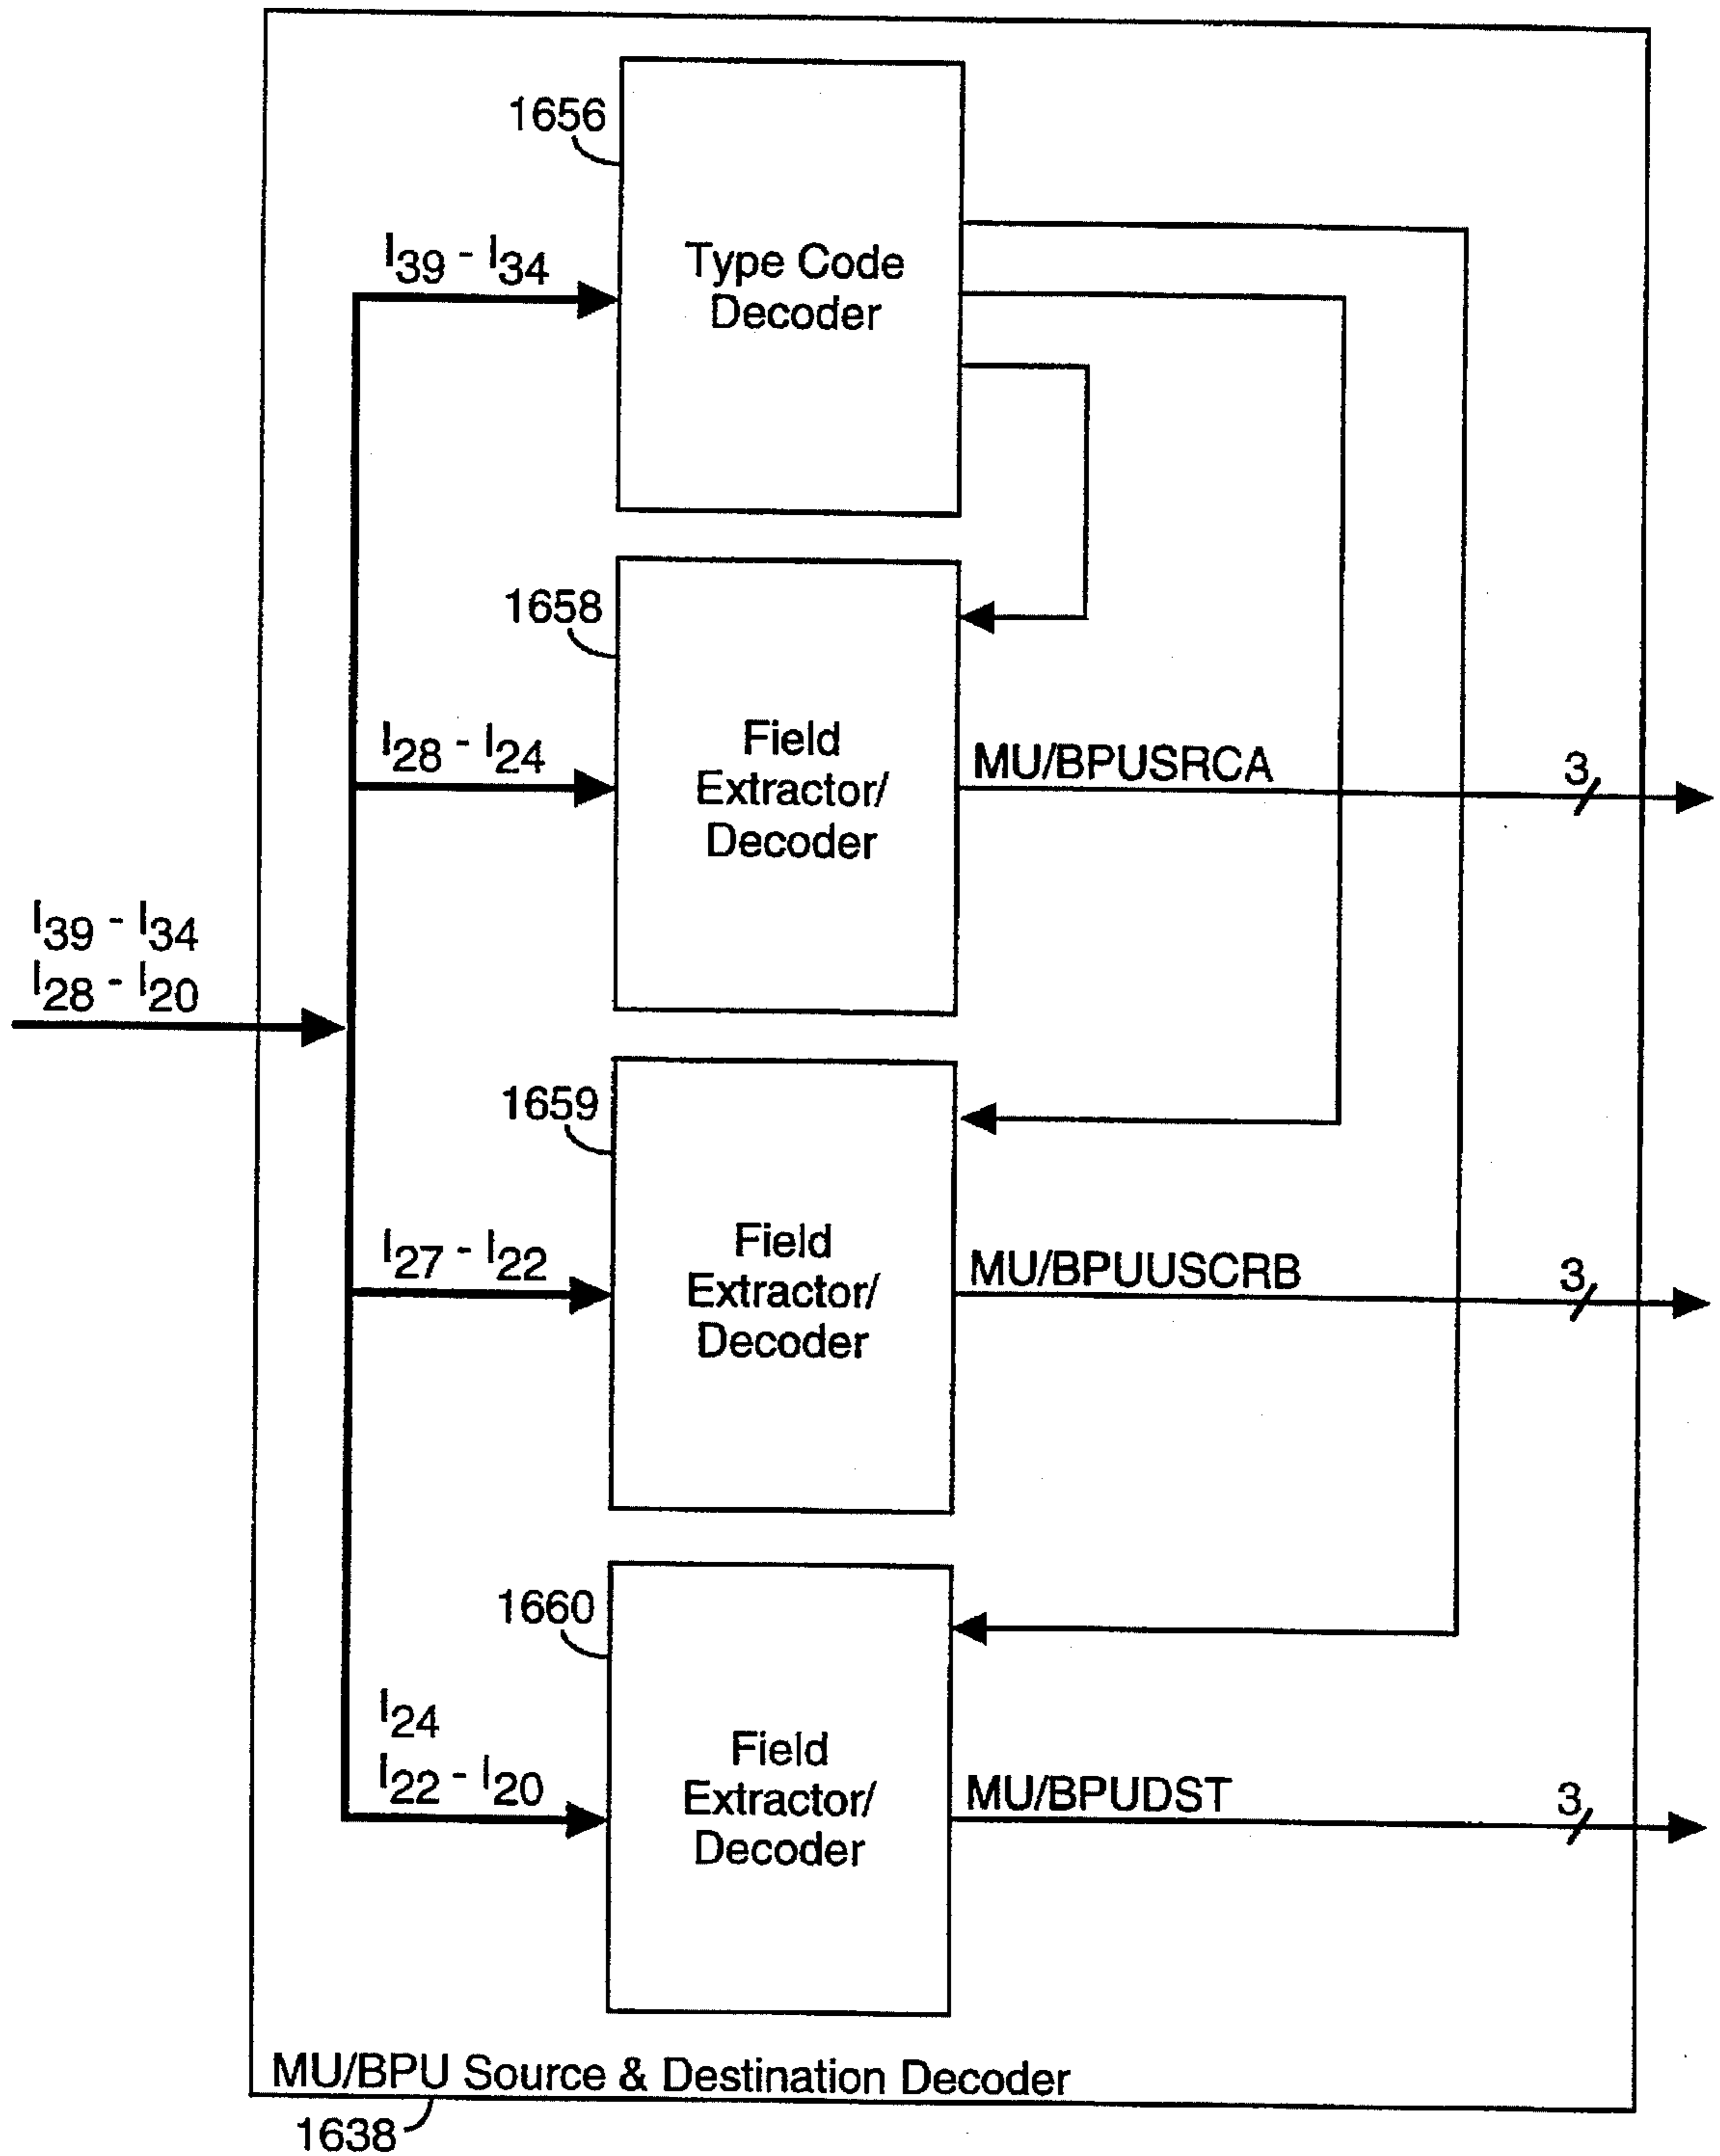 1656
Type Code
Decoder
I39 - I34
1658
Field
Extractor/
Decoder
I28 - I24
MU/BPUSRCA
3
I39 - I34
I28 - I20
1659
Field
Extractor/
Decoder
I27 - I22
MU/BPUUSCRB
3
1660
Field
Extractor/
Decoder
I24
I22 - I20
MU/BPUDST
3
MU/BPU Source & Destination Decoder
1638